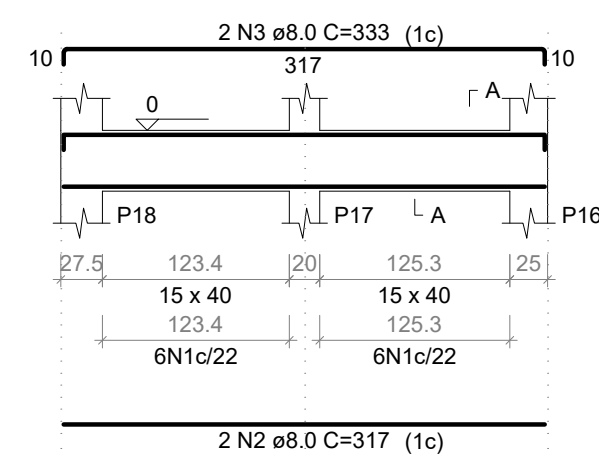 2 N3 ø8.0 C=333 (1c)
10 317 10
0 A
P18 P17 A P16
27.5 123.4 20 125.3 25
15 x 40 15 x 40
123.4 125.3
6N1c/22 6N1c/22
2 N2 ø8.0 C=317 (1c)